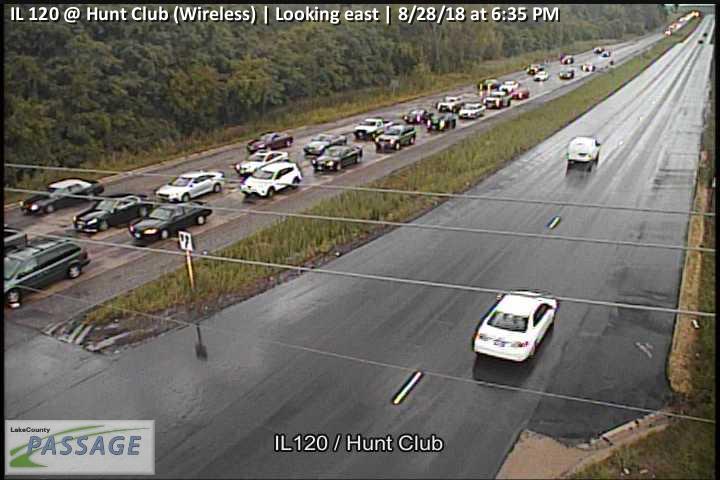 IL 120 @ Hunt Club (Wireless) | Looking east | 8/28/18 at 6:35 PM
LakeCounty
PASSAGE
IL120 / Hunt Club